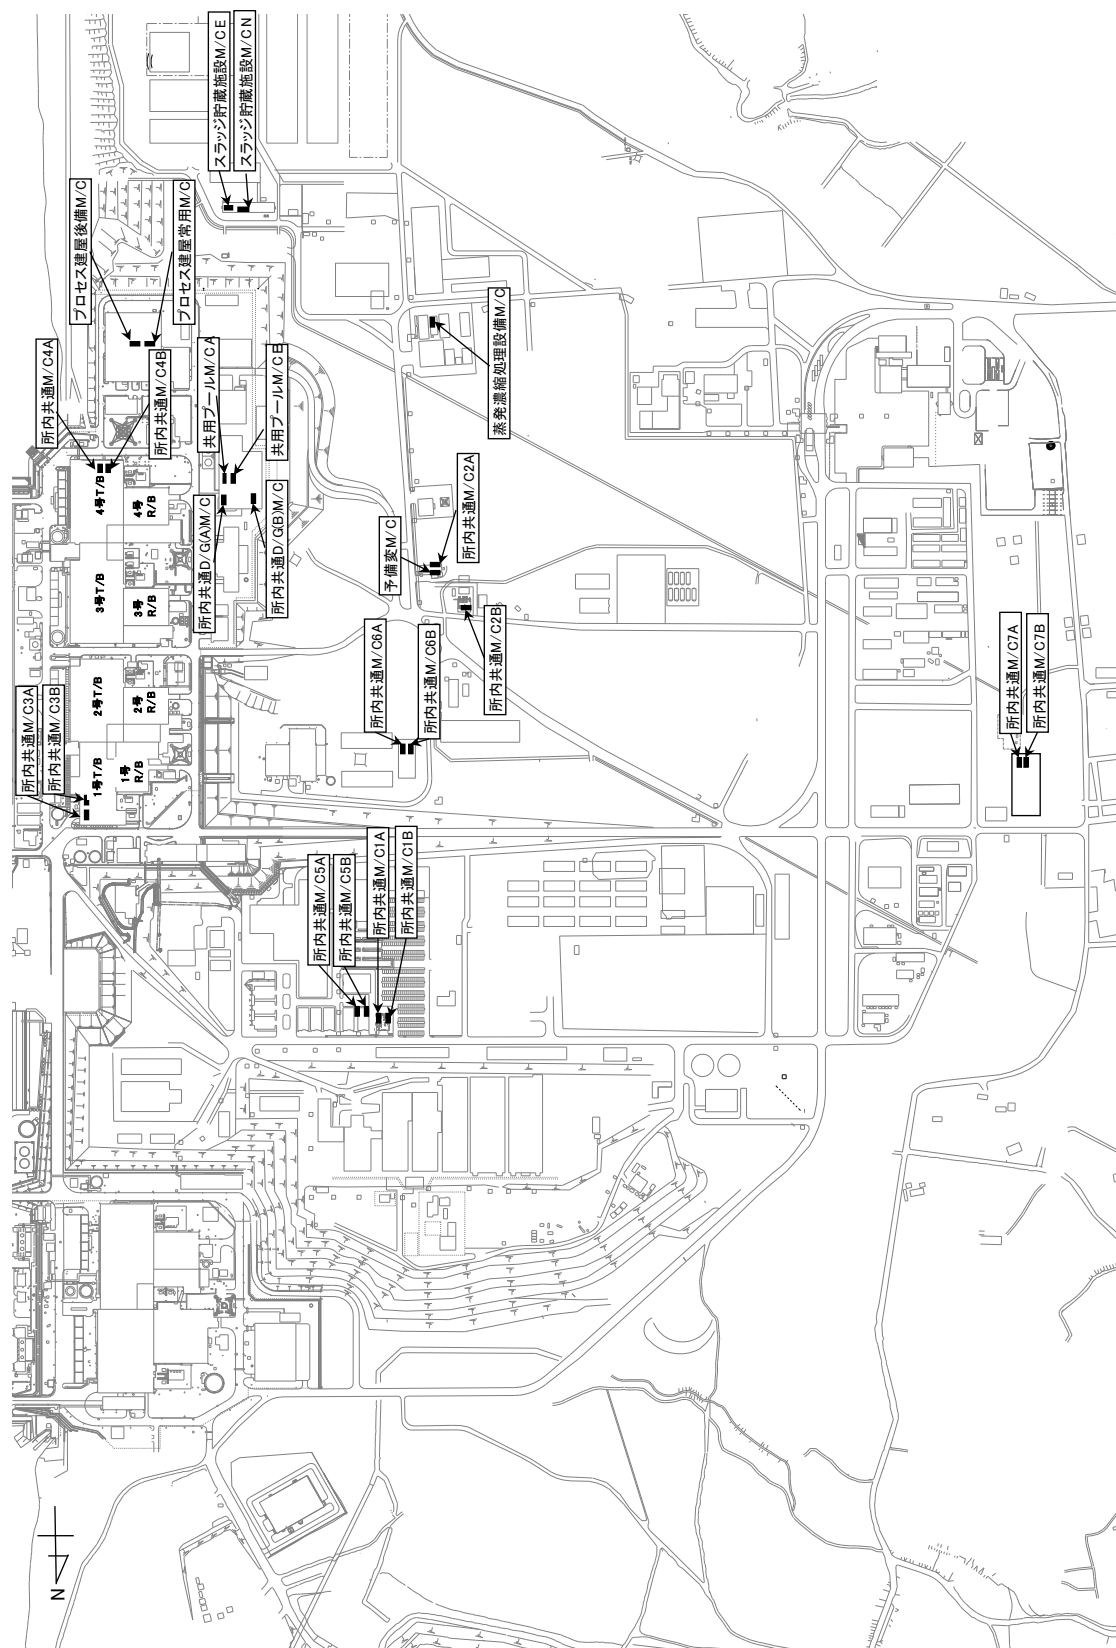 スラッジ貯蔵施設M/C E
スラッジ貯蔵施設M/C N
プロセス建屋後備M/C
プロセス建屋常用M/C
所内共通M/C4A
所内共通M/C4B
共用プールM/C A
共用プールM/C B
蒸発濃縮処理設備M/C
所内共通D/G(A)M/C
所内共通D/G(B)M/C
予備変M/C
所内共通M/C2A
所内共通M/C2B
所内共通M/C6A
所内共通M/C6B
所内共通M/C7A
所内共通M/C7B
所内共通M/C3A
所内共通M/C3B
所内共通M/C5A
所内共通M/C5B
所内共通M/C1A
所内共通M/C1B
4号T/B
4号
R/B
3号T/B
3号
R/B
2号T/B
2号
R/B
1号T/B
1号
R/B
N